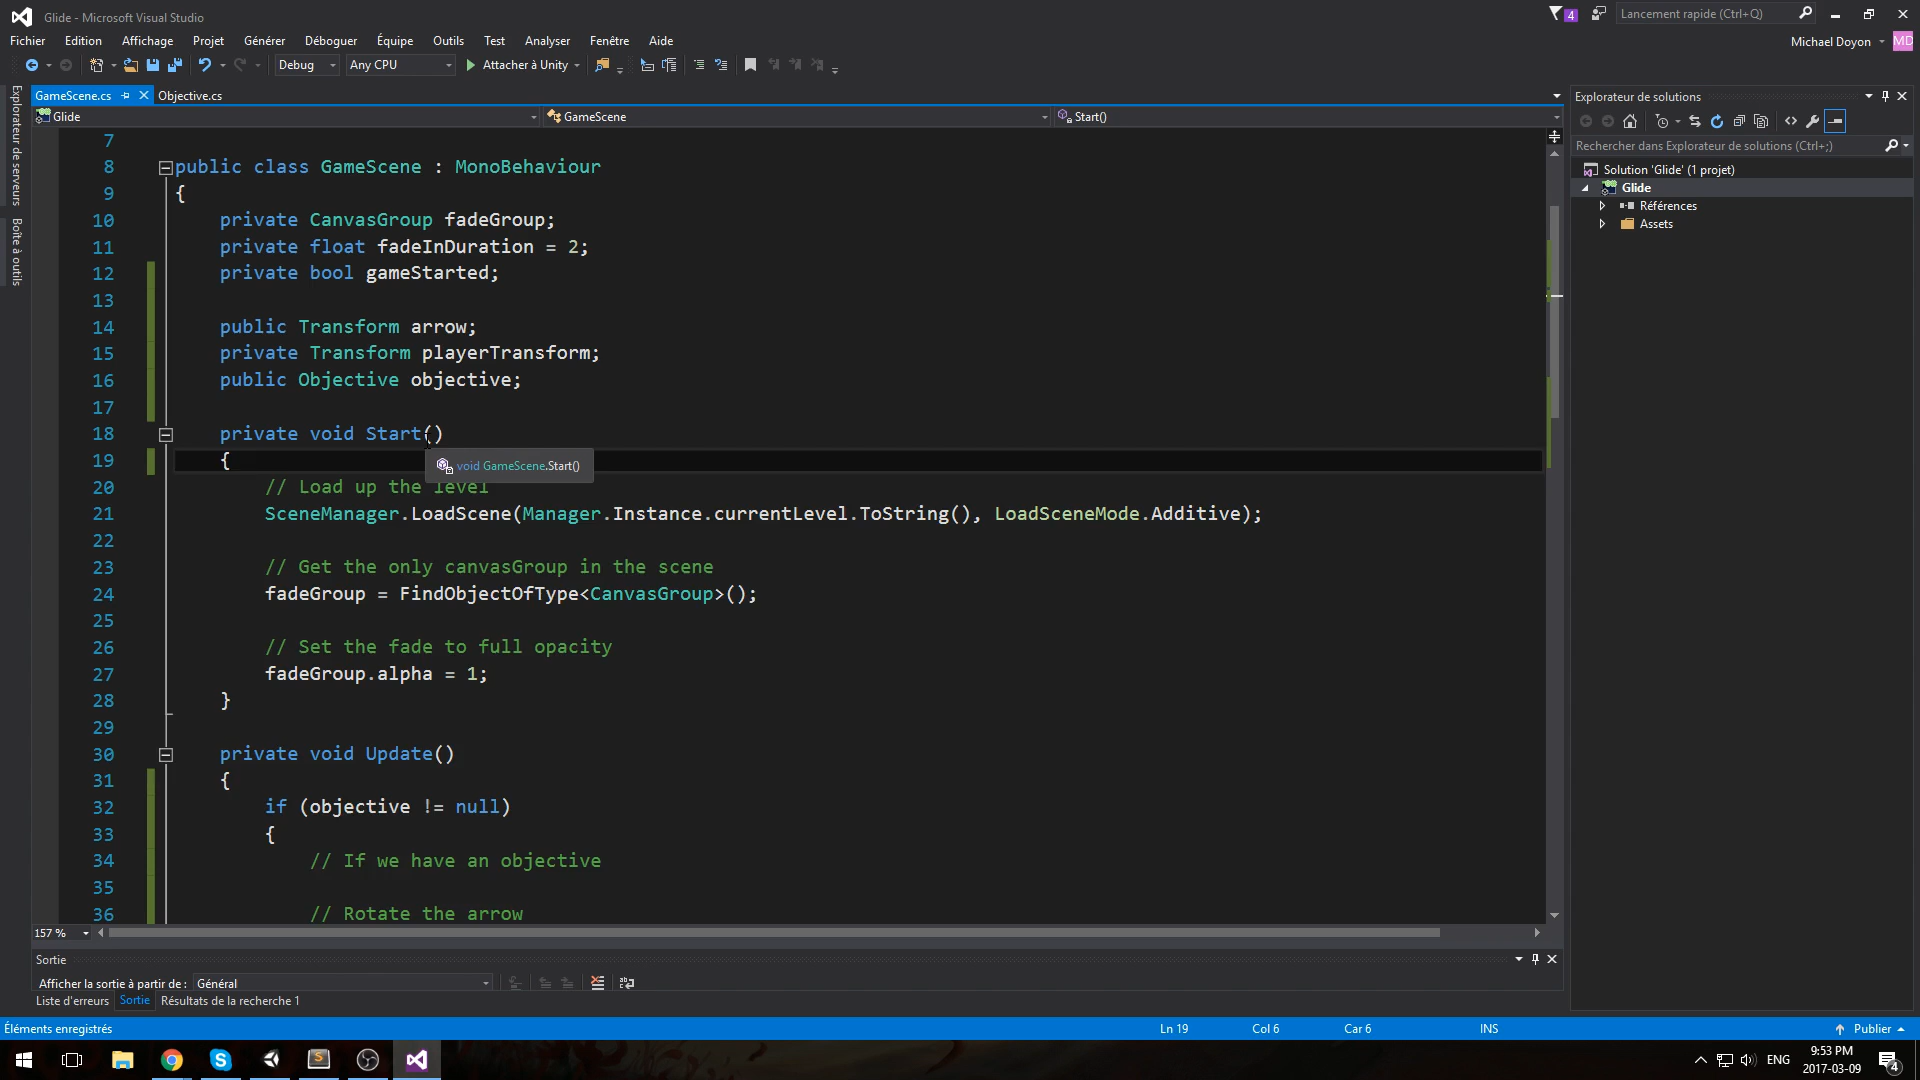 Glide - Microsoft Visual Studio
4
Lancement rapide (Ctrl+Q)
Fichier Edition Affichage Projet Générer Déboguer Équipe Outils Test Analyser Fenêtre Aide
Michael Doyon
MD
Debug
Any CPU
Attacher à Unity
Explorateur de serveurs
Boîte à outils
GameScene.cs
Objective.cs
Glide
GameScene
Start()
7
8 public class GameScene : MonoBehaviour
9 {
10 private CanvasGroup fadeGroup;
11 private float fadeInDuration = 2;
12 private bool gameStarted;
13
14 public Transform arrow;
15 private Transform playerTransform;
16 public Objective objective;
17
18 private void Start()
19 {
void GameScene.Start()
20 // Load up the level
21 SceneManager.LoadScene(Manager.Instance.currentLevel.ToString(), LoadSceneMode.Additive);
22
23 // Get the only canvasGroup in the scene
24 fadeGroup = FindObjectOfType<CanvasGroup>();
25
26 // Set the fade to full opacity
27 fadeGroup.alpha = 1;
28 }
29
30 private void Update()
31 {
32 if (objective != null)
33 {
34 // If we have an objective
35
36 // Rotate the arrow
157 %
Explorateur de solutions
Rechercher dans Explorateur de solutions (Ctrl+;)
Solution 'Glide' (1 projet)
Glide
Références
Assets
Sortie
Afficher la sortie à partir de : Général
Liste d'erreurs Sortie Résultats de la recherche 1
Éléments enregistrés
Ln 19
Col 6
Car 6
INS
Publier
ENG
9:53 PM
2017-03-09
4